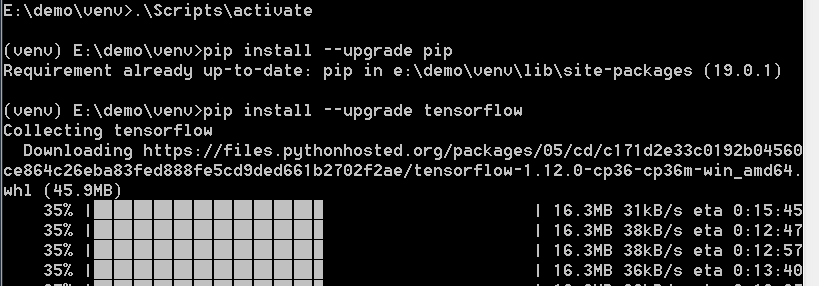 E:\demo\venv>.\Scripts\activate
(venv) E:\demo\venv>pip install --upgrade pip
Requirement already up-to-date: pip in e:\demo\venv\lib\site-packages (19.0.1)
(venv) E:\demo\venv>pip install --upgrade tensorflow
Collecting tensorflow
Downloading https://files.pythonhosted.org/packages/05/cd/c171d2e33c0192b04560
ce864c26eba83fed888fe5cd9ded661b2702f2ae/tensorflow-1.12.0-cp36-cp36m-win_amd64.
whl (45.9MB)
35% | | 16.3MB 31kB/s eta 0:15:45
35% | | 16.3MB 38kB/s eta 0:12:47
35% | | 16.3MB 38kB/s eta 0:12:57
35% | | 16.3MB 36kB/s eta 0:13:40